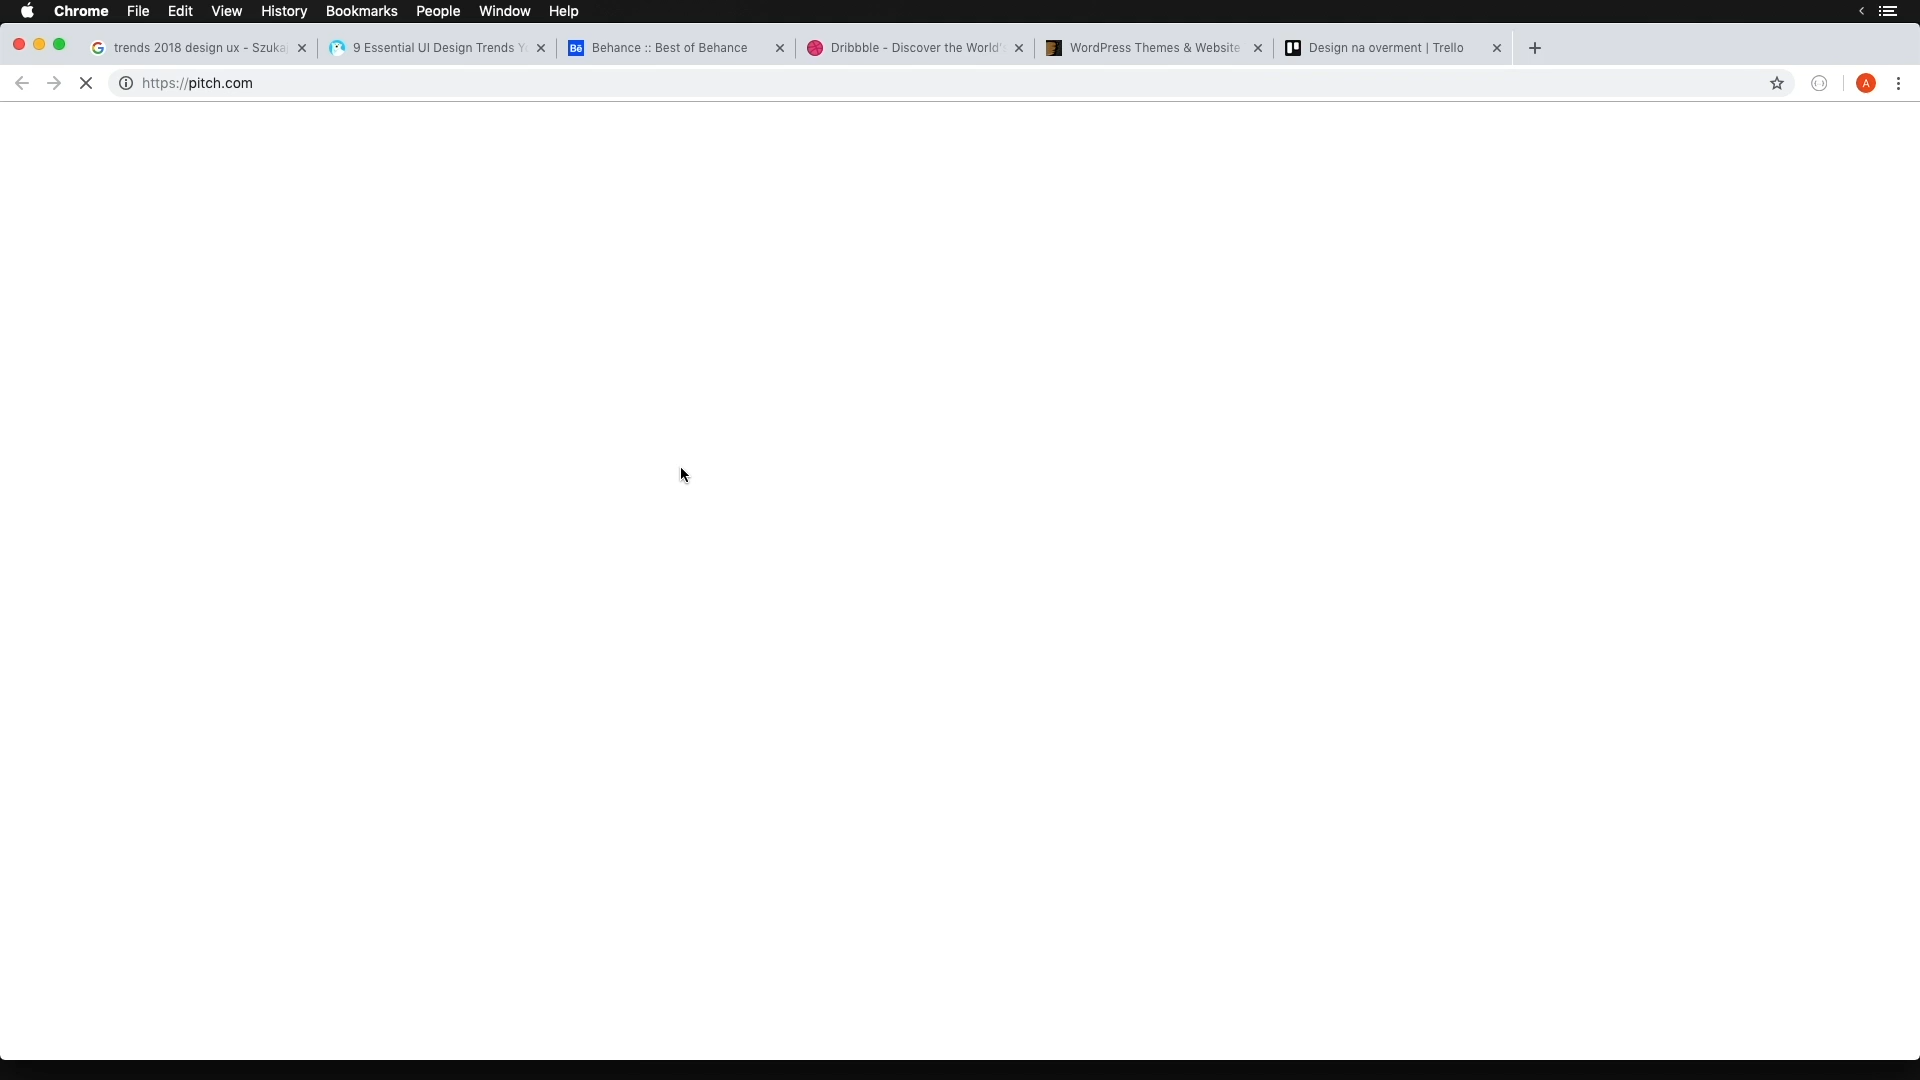 Chrome File Edit View History Bookmarks People Window Help
trends 2018 design ux - Szuka
9 Essential UI Design Trends Y
Bē Behance :: Best of Behance
Dribbble - Discover the World'
WordPress Themes & Website
Design na overment | Trello
https://pitch.com
A